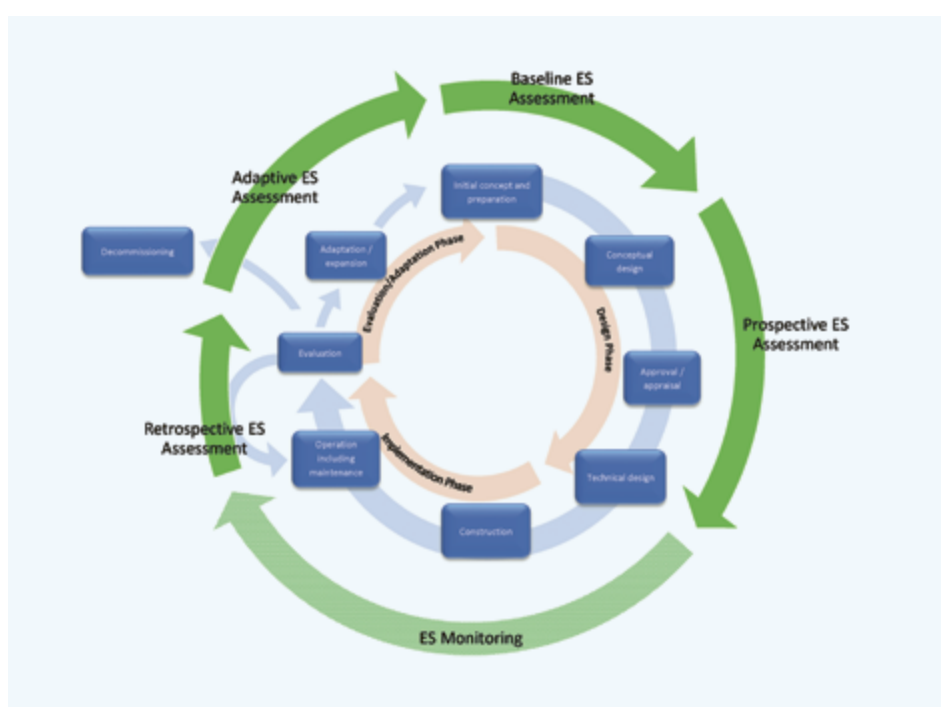 Baseline ES
Assessment
Adaptive ES
Assessment
Initial concept and
preparation
Decommissioning
Adaptation /
expansion
Evaluation/Adaptation Phase
Conceptual
design
Design Phase
Prospective ES
Assessment
Evaluation
Approval /
appraisal
Retrospective ES
Assessment
Operation
including
maintenance
Implementation Phase
Technical design
Construction
ES Monitoring